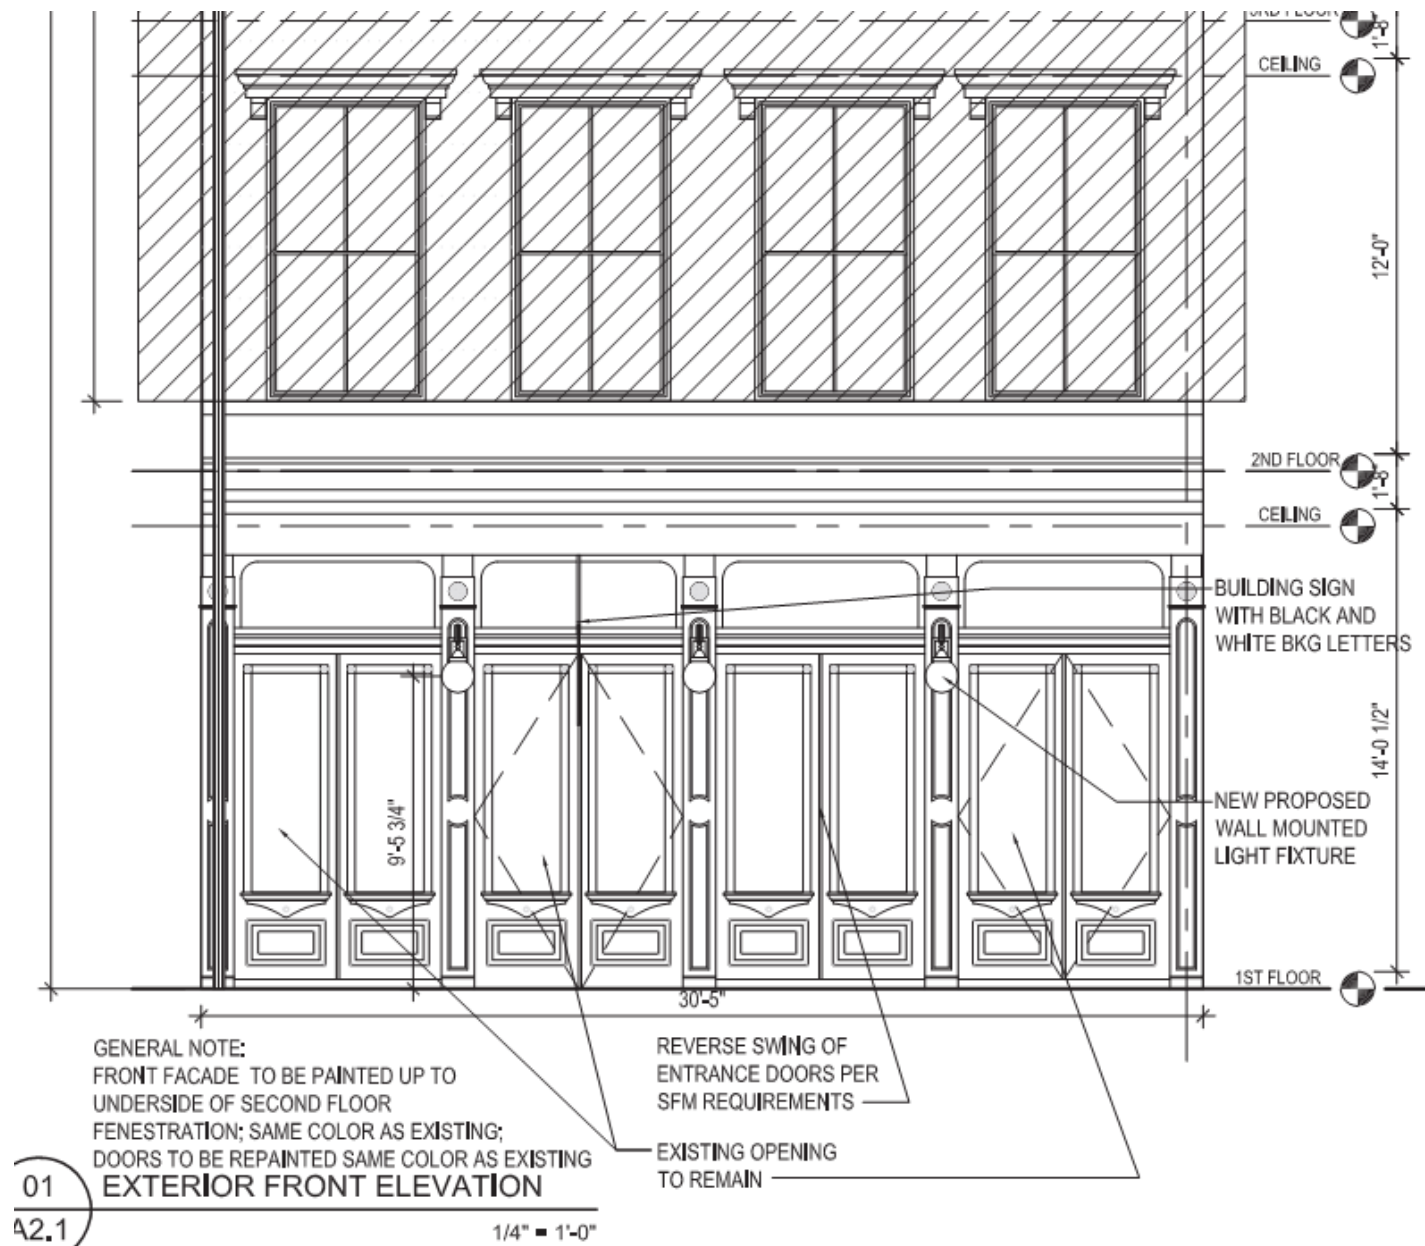 3RD FLOOR
1'-8"
CEILING
12'-0"
2ND FLOOR
1'-8"
CEILING
BUILDING SIGN
WITH BLACK AND
WHITE BKG LETTERS
14'-0 1/2"
NEW PROPOSED
WALL MOUNTED
LIGHT FIXTURE
9'-5 3/4"
1ST FLOOR
30'-5"
GENERAL NOTE:
FRONT FACADE TO BE PAINTED UP TO
UNDERSIDE OF SECOND FLOOR
FENESTRATION; SAME COLOR AS EXISTING;
DOORS TO BE REPAINTED SAME COLOR AS EXISTING
REVERSE SWING OF
ENTRANCE DOORS PER
SFM REQUIREMENTS
EXISTING OPENING
TO REMAIN
01
EXTERIOR FRONT ELEVATION
A2.1
1/4" = 1'-0"